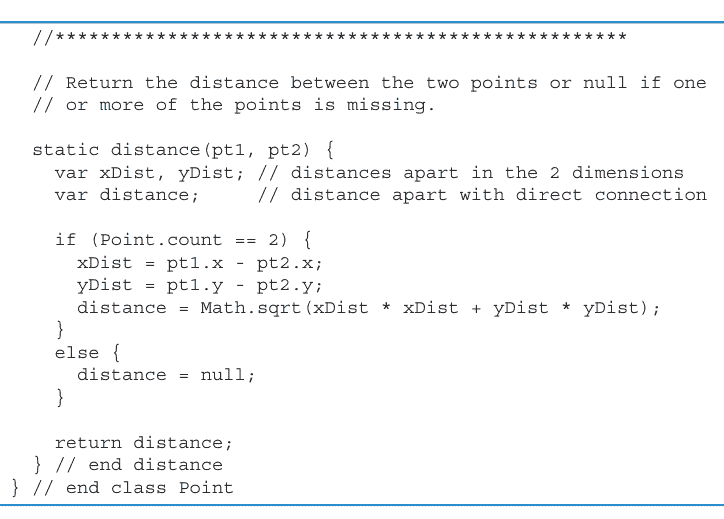 //***************************************************
// Return the distance between the two points or null if one
// or more of the points is missing.
static distance(pt1, pt2) {
var xDist, yDist; // distances apart in the 2 dimensions
var distance;     // distance apart with direct connection
if (Point.count == 2) {
xDist = pt1.x - pt2.x;
yDist = pt1.y - pt2.y;
distance = Math.sqrt(xDist * xDist + yDist * yDist);
}
else {
distance = null;
}
return distance;
} // end distance
} // end class Point